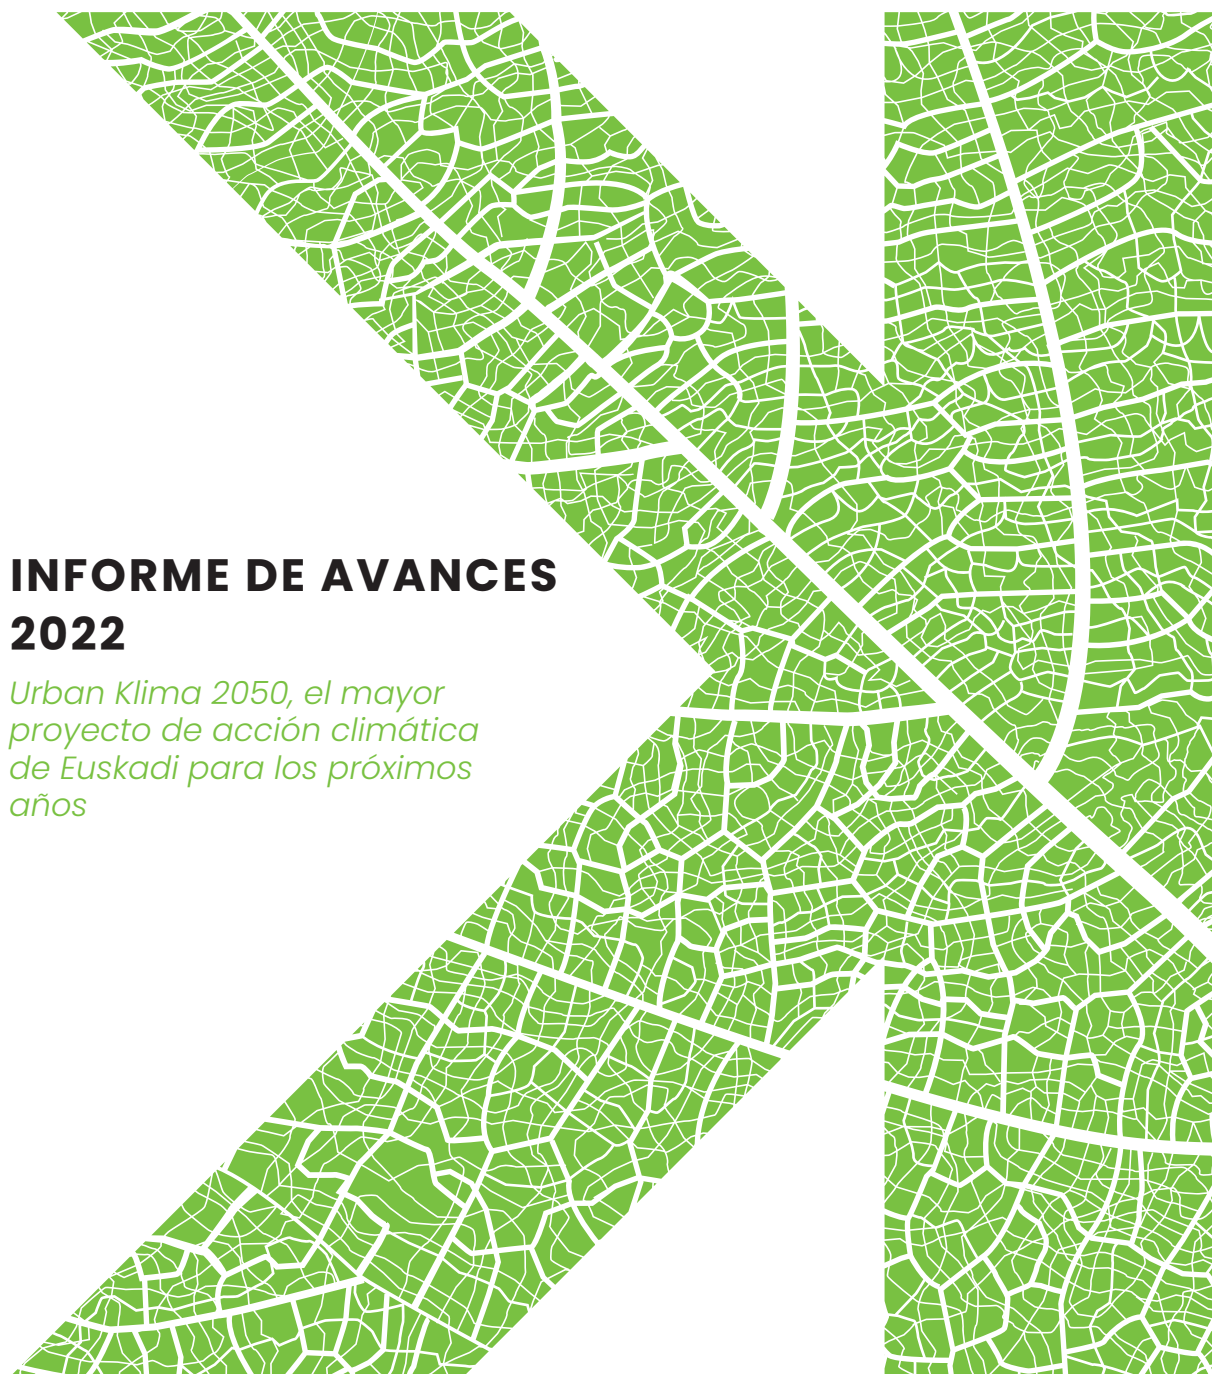 INFORME DE AVANCES
2022
Urban Klima 2050, el mayor
proyecto de acción climática
de Euskadi para los próximos
años